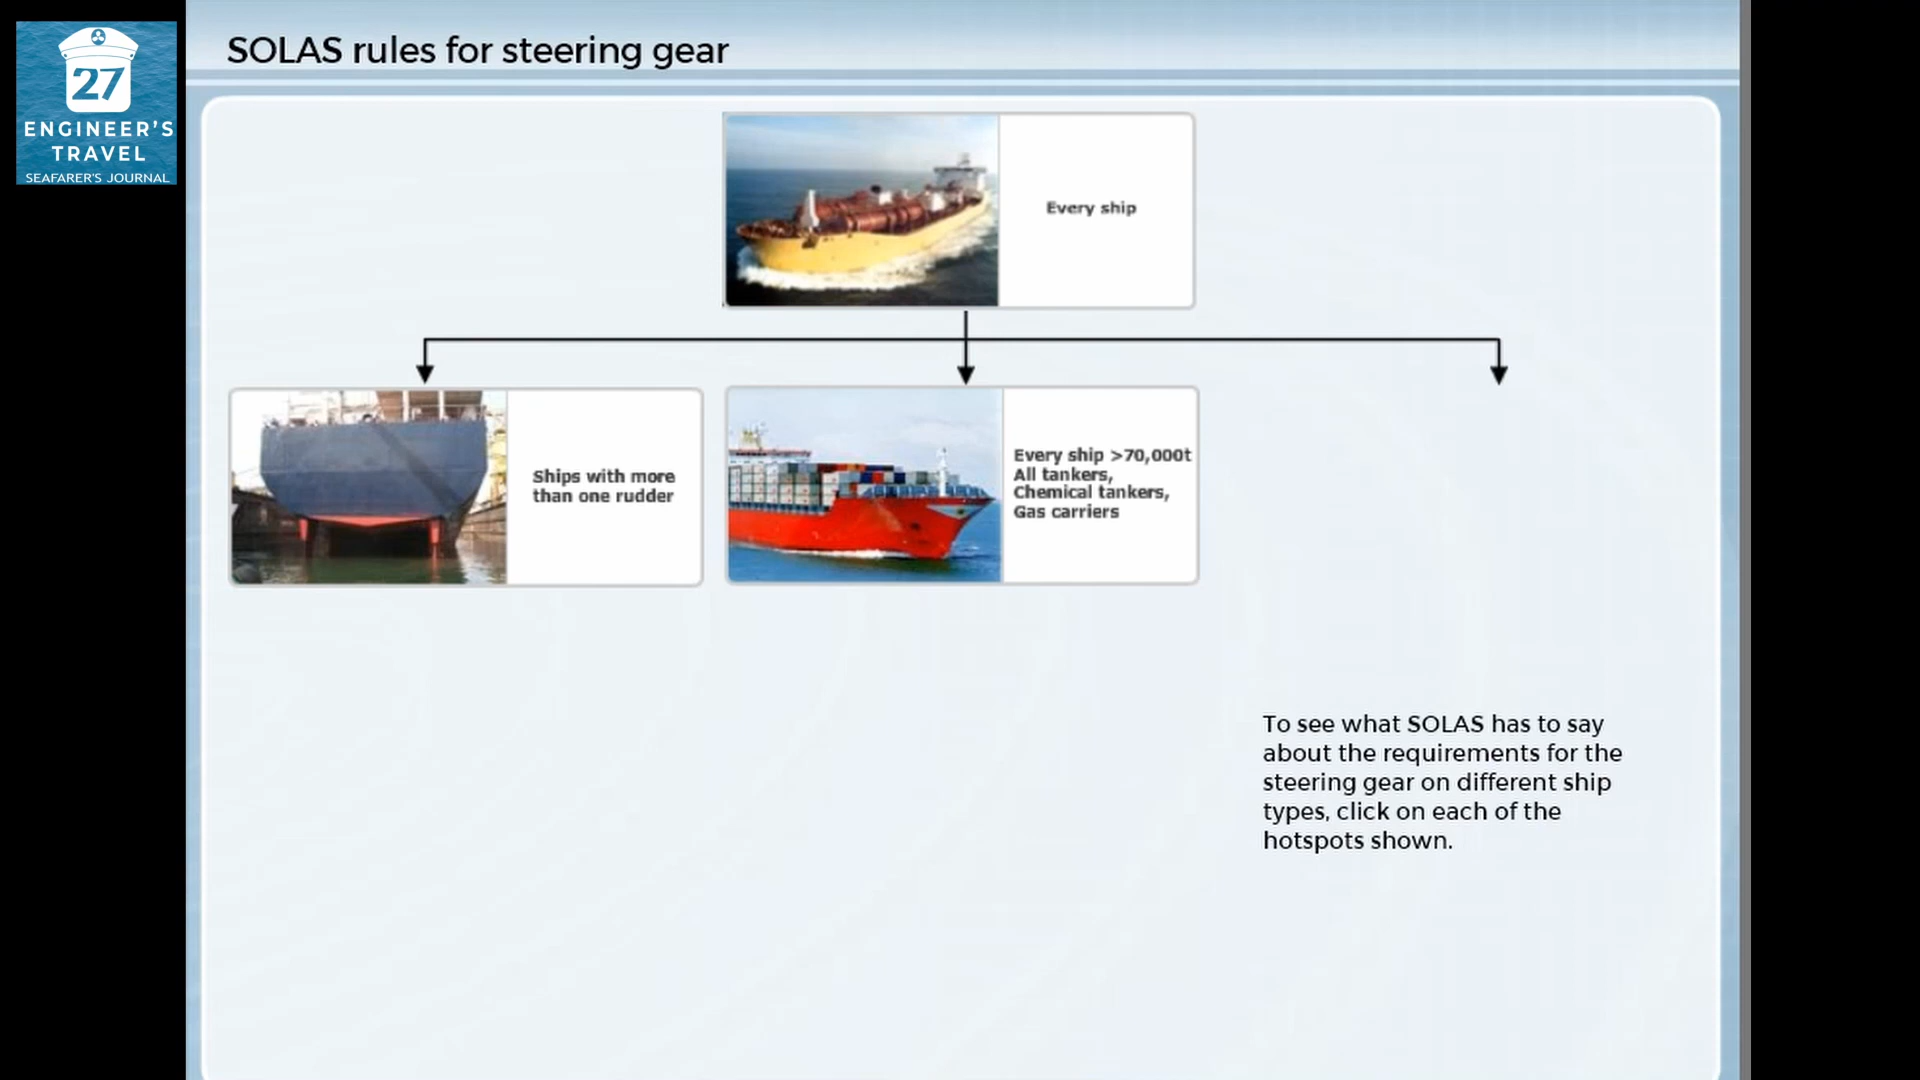 27
ENGINEER'S
TRAVEL
SEAFARER'S JOURNAL
SOLAS rules for steering gear
Every ship
Ships with more
than one rudder
Every ship >70,000t
All tankers,
Chemical tankers,
Gas carriers
To see what SOLAS has to say
about the requirements for the
steering gear on different ship
types, click on each of the
hotspots shown.